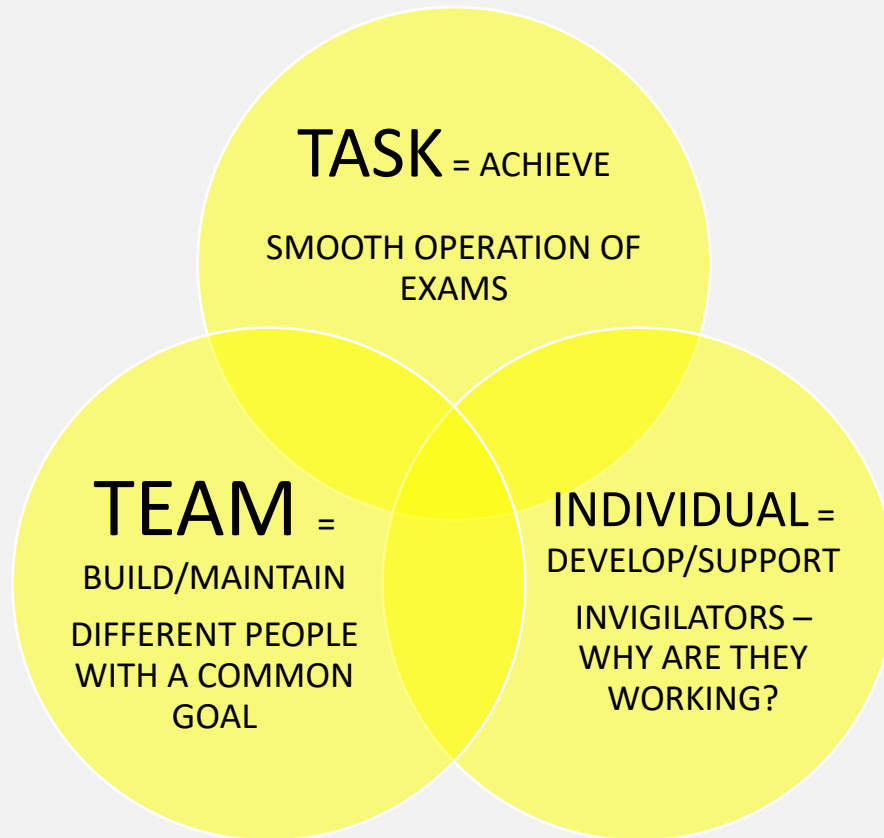 TASK = ACHIEVE
SMOOTH OPERATION OF
EXAMS
TEAM =
BUILD/MAINTAIN
DIFFERENT PEOPLE
WITH A COMMON
GOAL
INDIVIDUAL =
DEVELOP/SUPPORT
INVIGILATORS –
WHY ARE THEY
WORKING?